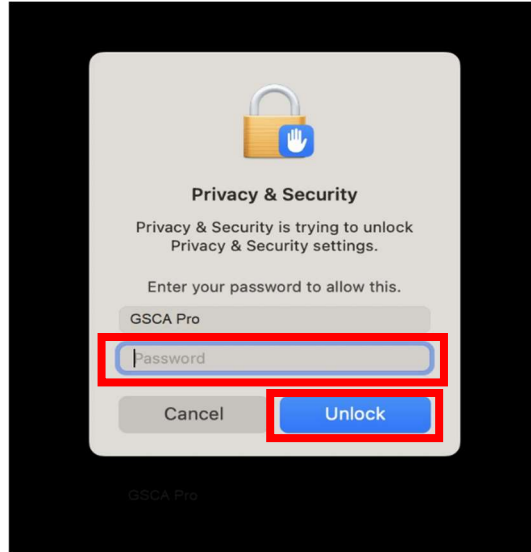 Privacy & Security
Privacy & Security is trying to unlock
Privacy & Security settings.
Enter your password to allow this.
GSCA Pro
Password
Cancel
Unlock
GSCA Pro